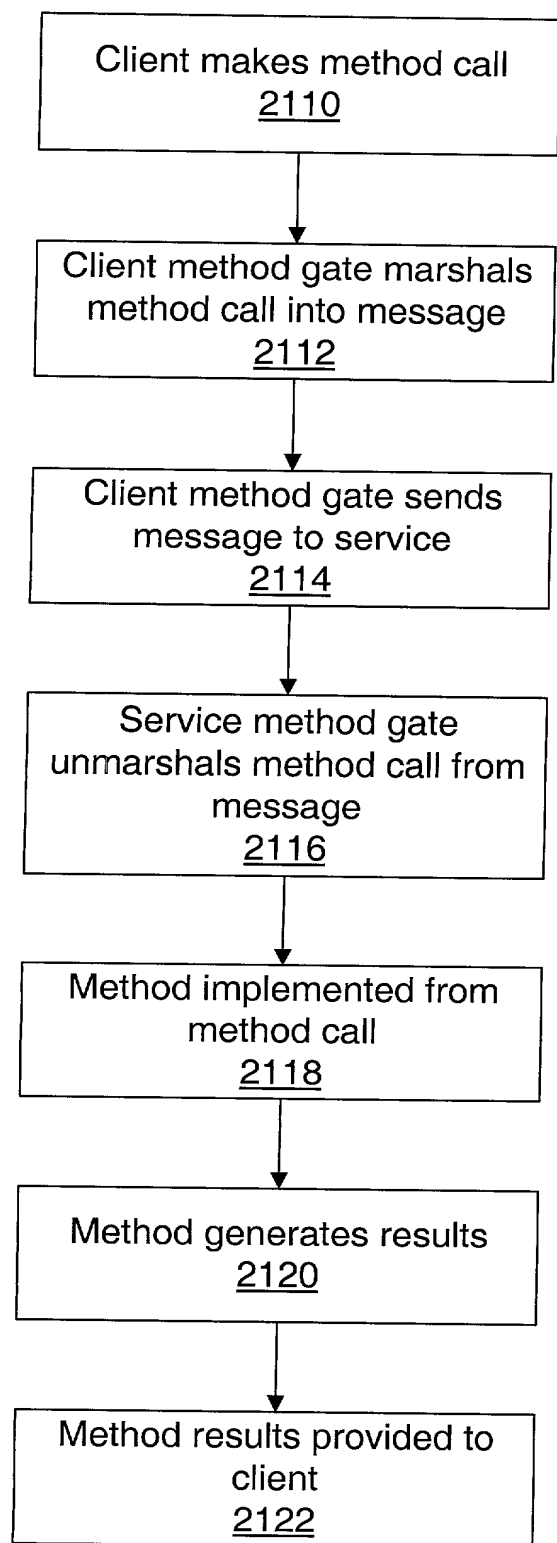 Client makes method call
2110
Client method gate marshals
method call into message
2112
Client method gate sends
message to service
2114
Service method gate
unmarshals method call from
message
2116
Method implemented from
method call
2118
Method generates results
2120
Method results provided to
client
2122